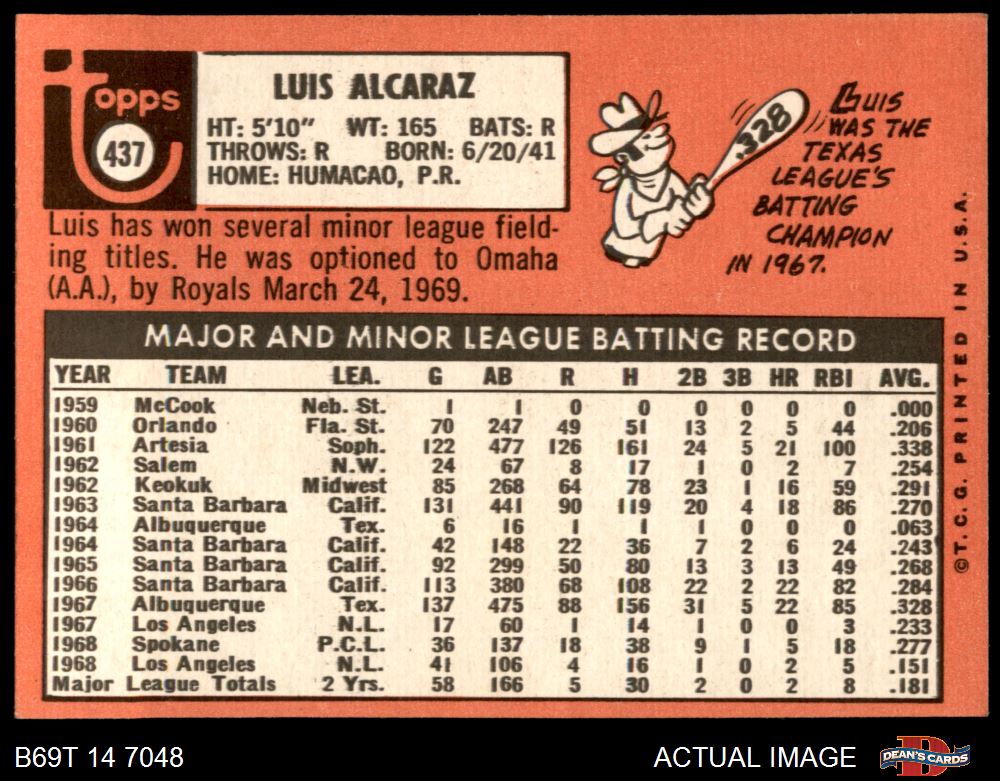 topps
437
LUIS ALCARAZ
HT: 5'10" WT: 165 BATS: R
THROWS: R BORN: 6/20/41
HOME: HUMACAO, P.R.
Luis has won several minor league field-
ing titles. He was optioned to Omaha
(A.A.), by Royals March 24, 1969.
.328
LUIS
WAS THE
TEXAS
LEAGUE'S
BATTING
CHAMPION
IN 1967.
MAJOR AND MINOR LEAGUE BATTING RECORD
YEAR TEAM LEA. G AB R H 2B 3B HR RBI AVG.
1959 McCook Neb. St. 1 1 0 0 0 0 0 0 .000
1960 Orlando Fla. St. 70 247 49 51 13 2 5 44 .206
1961 Artesia Soph. 122 477 126 161 24 5 21 100 .338
1962 Salem N.W. 24 67 8 17 1 0 2 7 .254
1962 Keokuk Midwest 85 268 64 78 23 1 16 59 .291
1963 Santa Barbara Calif. 131 441 90 119 20 4 18 86 .270
1964 Albuquerque Tex. 6 16 1 1 1 0 0 0 .063
1964 Santa Barbara Calif. 42 148 22 36 7 2 6 24 .243
1965 Santa Barbara Calif. 92 299 50 80 13 3 13 49 .268
1966 Santa Barbara Calif. 113 380 68 108 22 2 22 82 .284
1967 Albuquerque Tex. 137 475 88 156 31 5 22 85 .328
1967 Los Angeles N.L. 17 60 1 14 1 0 0 3 .233
1968 Spokane P.C.L. 36 137 18 38 9 1 5 18 .277
1968 Los Angeles N.L. 41 106 4 16 1 0 2 5 .151
Major League Totals 2 Yrs. 58 166 5 30 2 0 2 8 .181
©T.C.G. PRINTED IN U.S.A.
B69T 14 7048 ACTUAL IMAGE DEAN'S CARDS